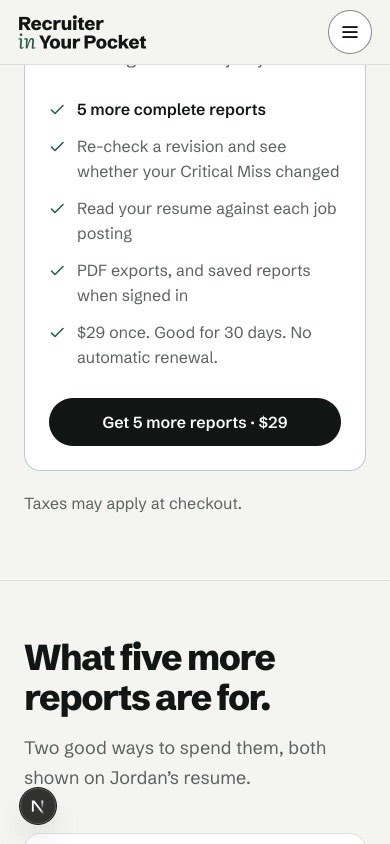 Recruiter
in Your Pocket
5 more complete reports
Re-check a revision and see
whether your Critical Miss changed
Read your resume against each job
posting
PDF exports, and saved reports
when signed in
$29 once. Good for 30 days. No
automatic renewal.
Get 5 more reports · $29
Taxes may apply at checkout.
What five more
reports are for.
Two good ways to spend them, both
shown on Jordan’s resume.
N